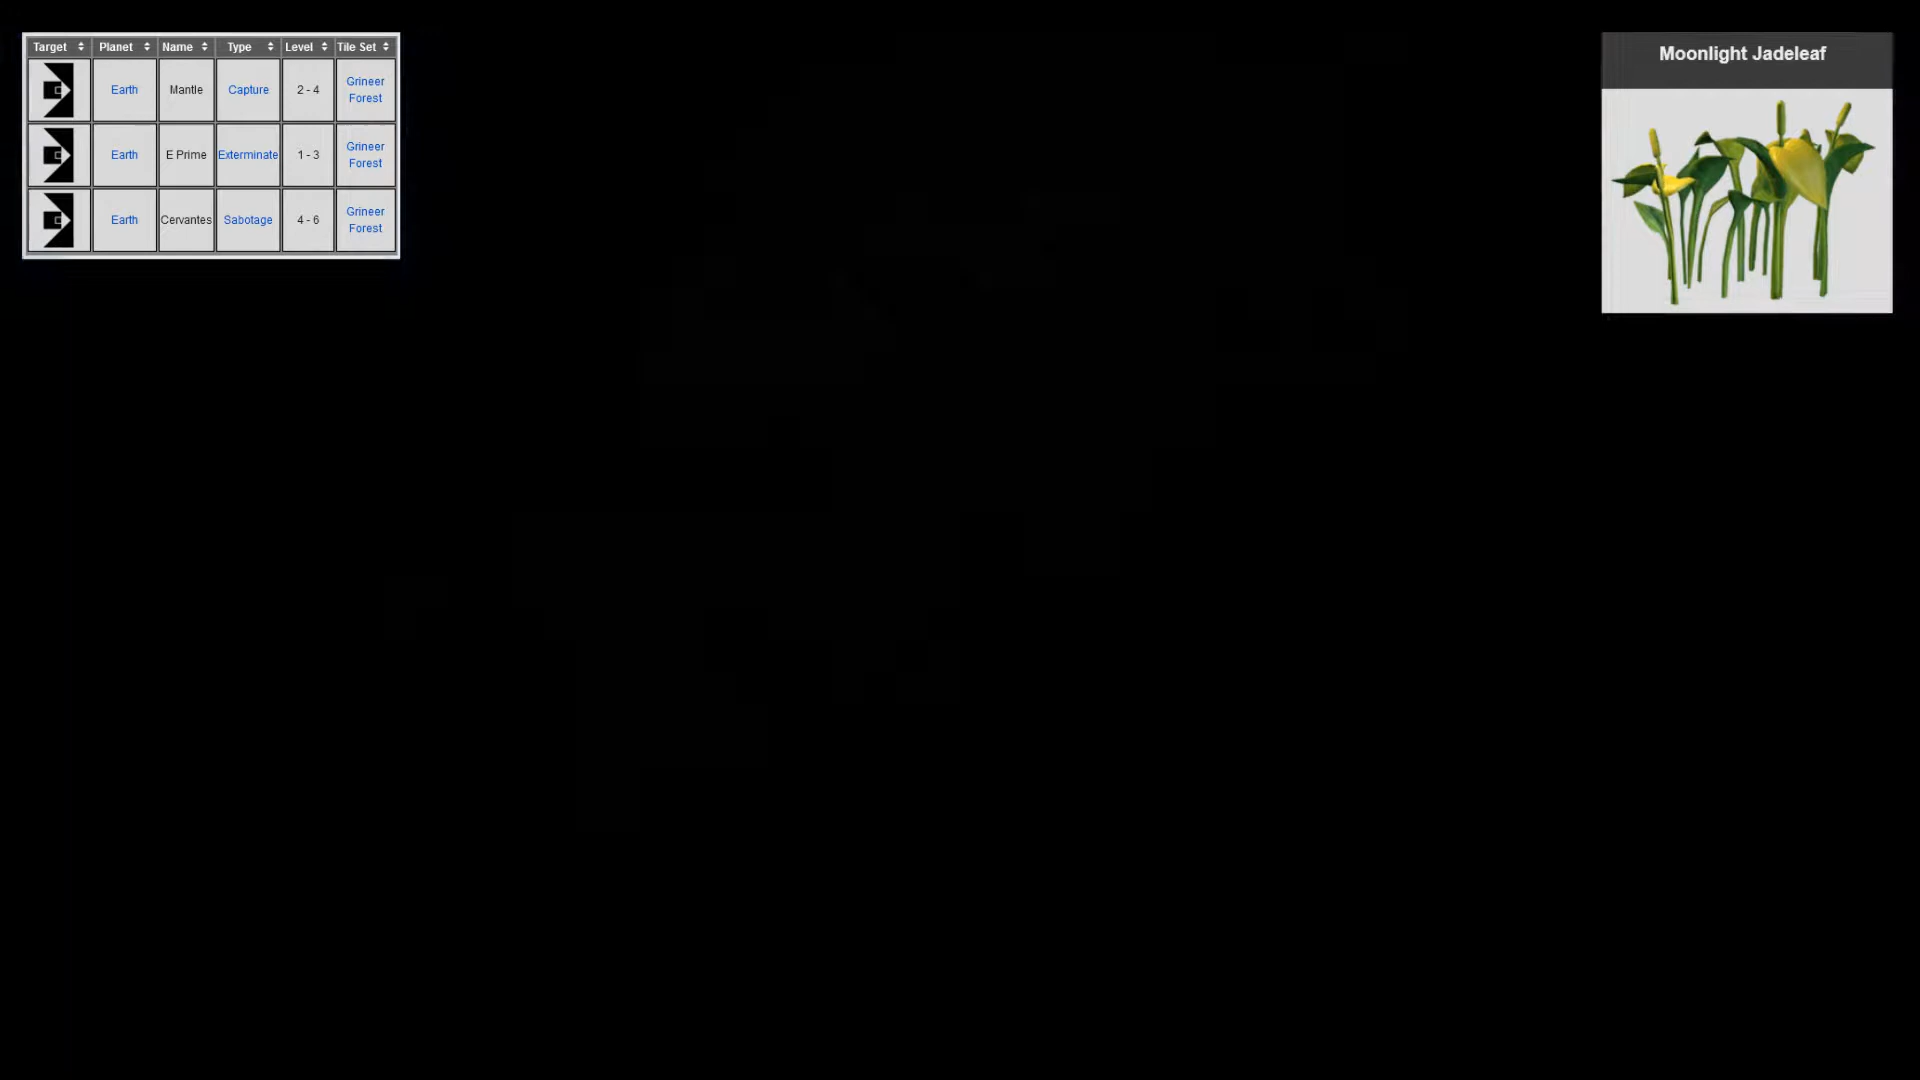 Target Planet Name Type Level Tile Set
Earth Mantle Capture 2 - 4 Grineer Forest
Earth E Prime Exterminate 1 - 3 Grineer Forest
Earth Cervantes Sabotage 4 - 6 Grineer Forest
Moonlight Jadeleaf